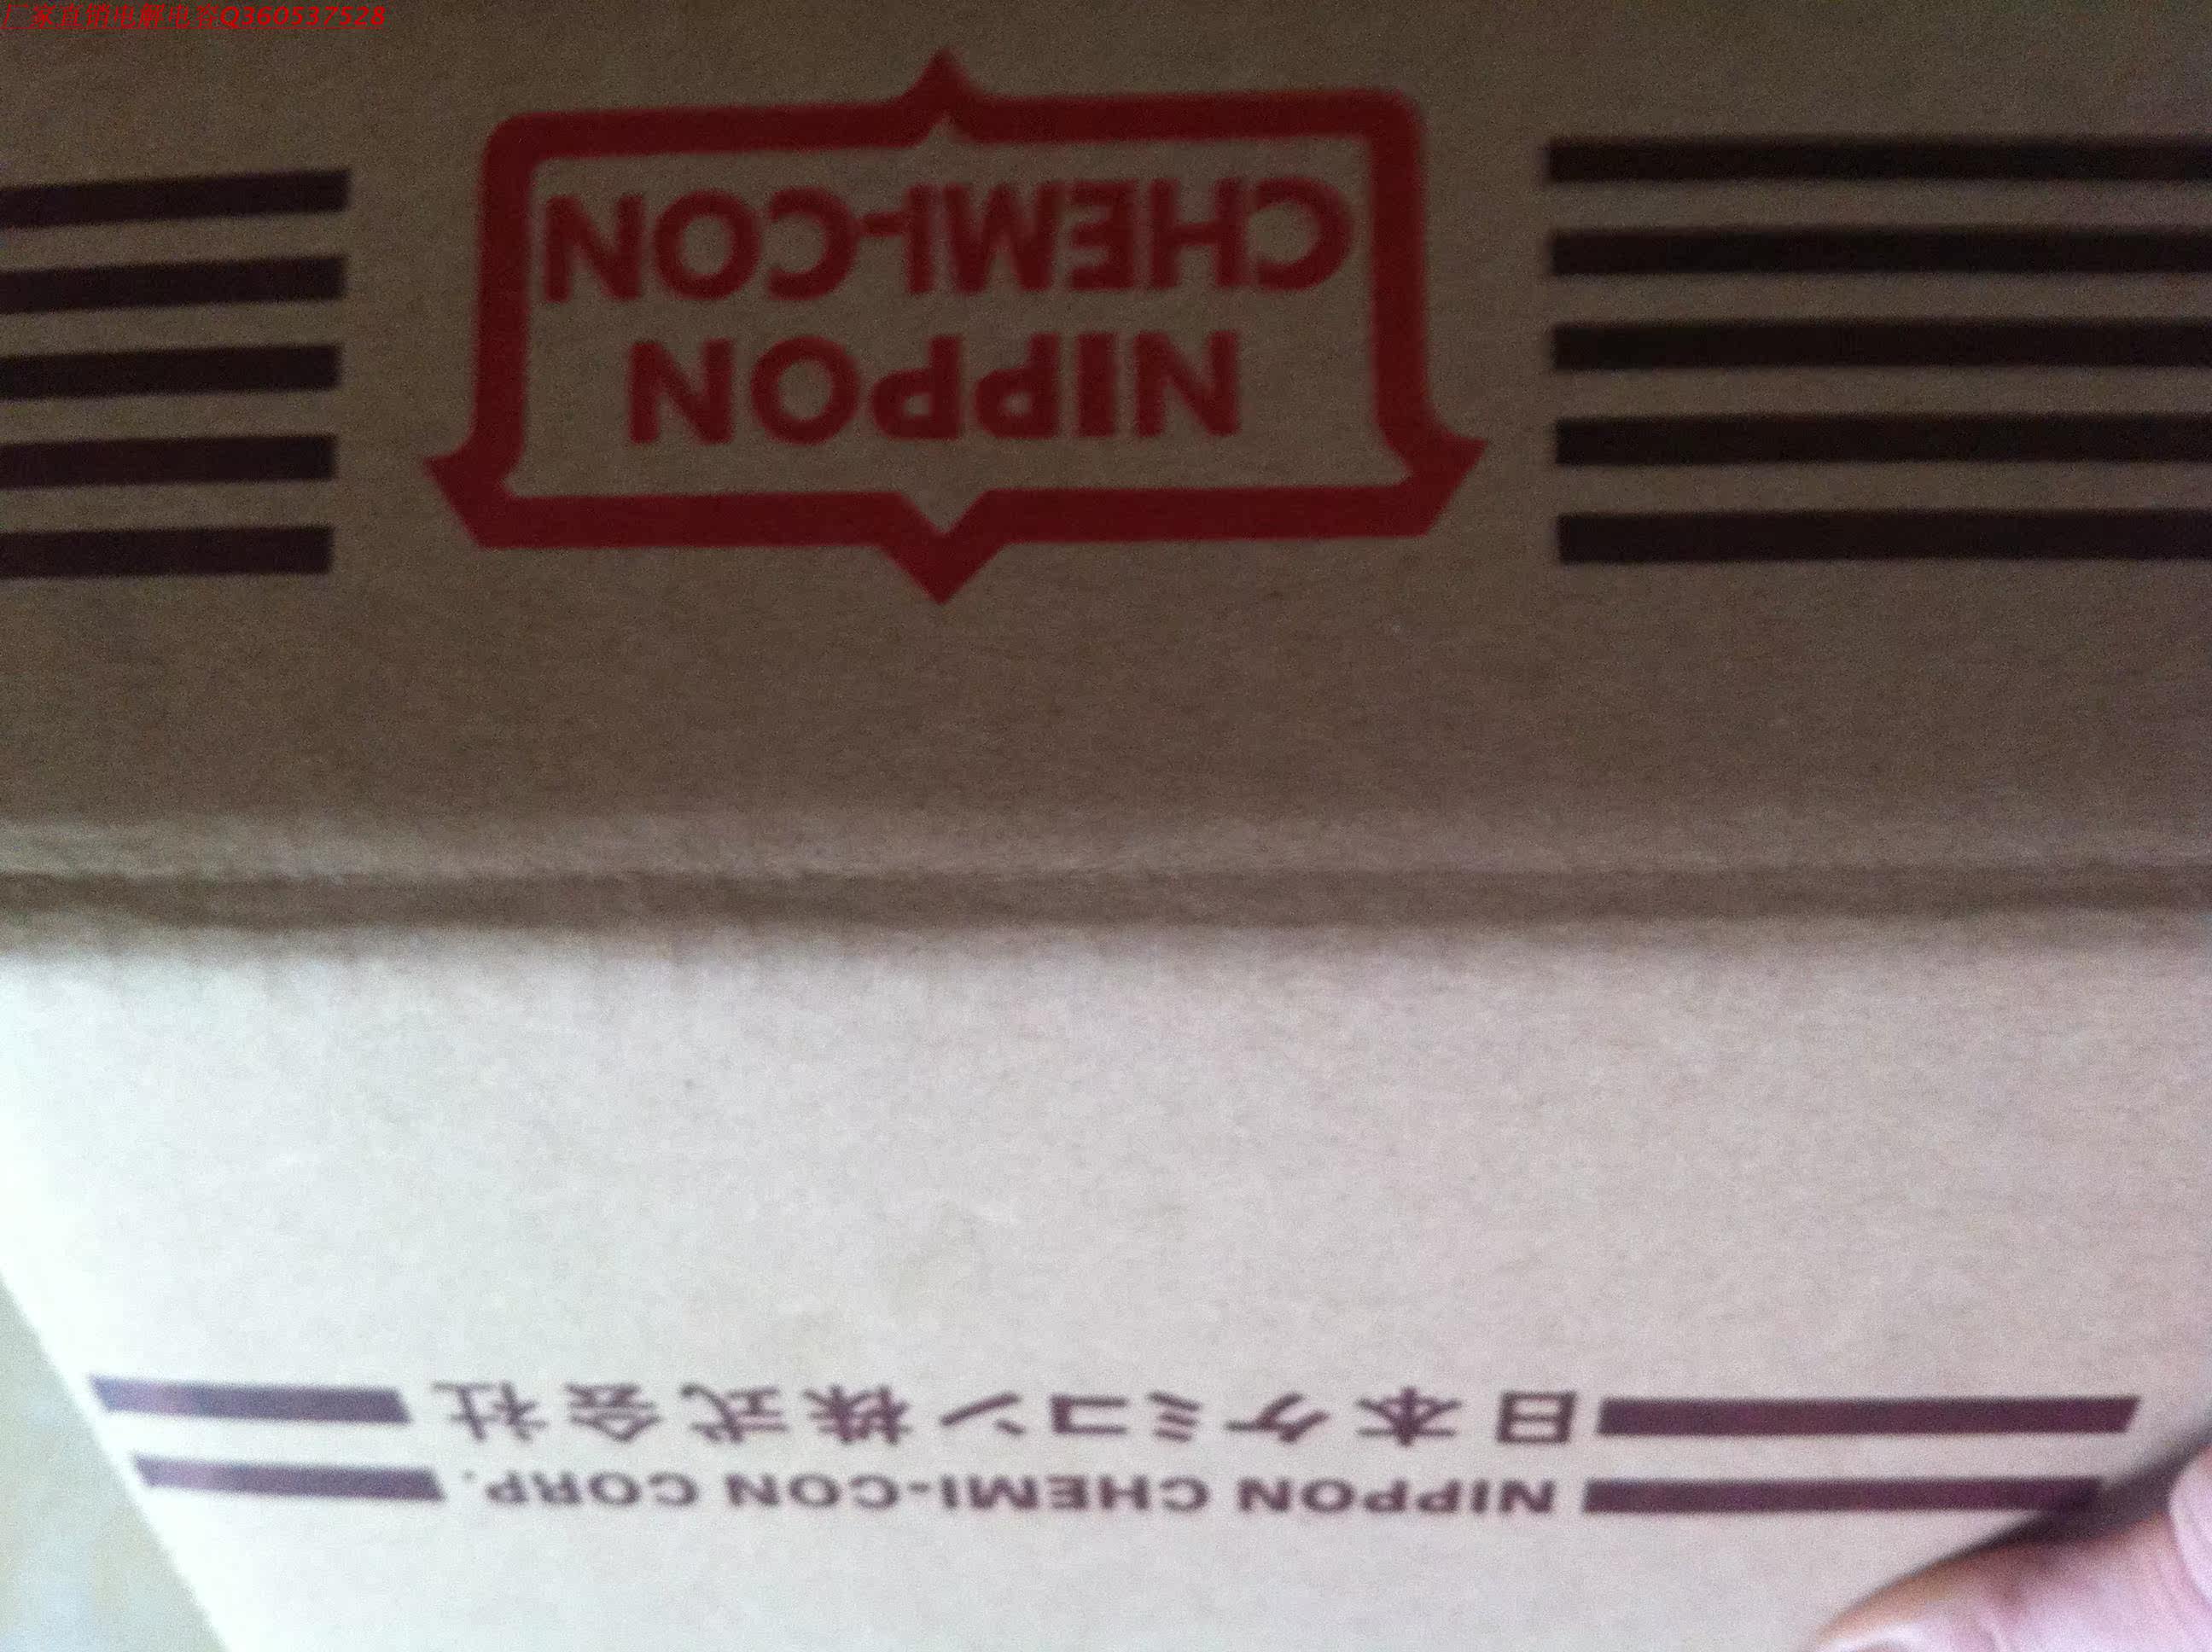 厂家直销电解电容Q360537528
NIPPON
CHEMI-CON
NIPPON CHEMI-CON CORP.
日本ケミコン株式会社